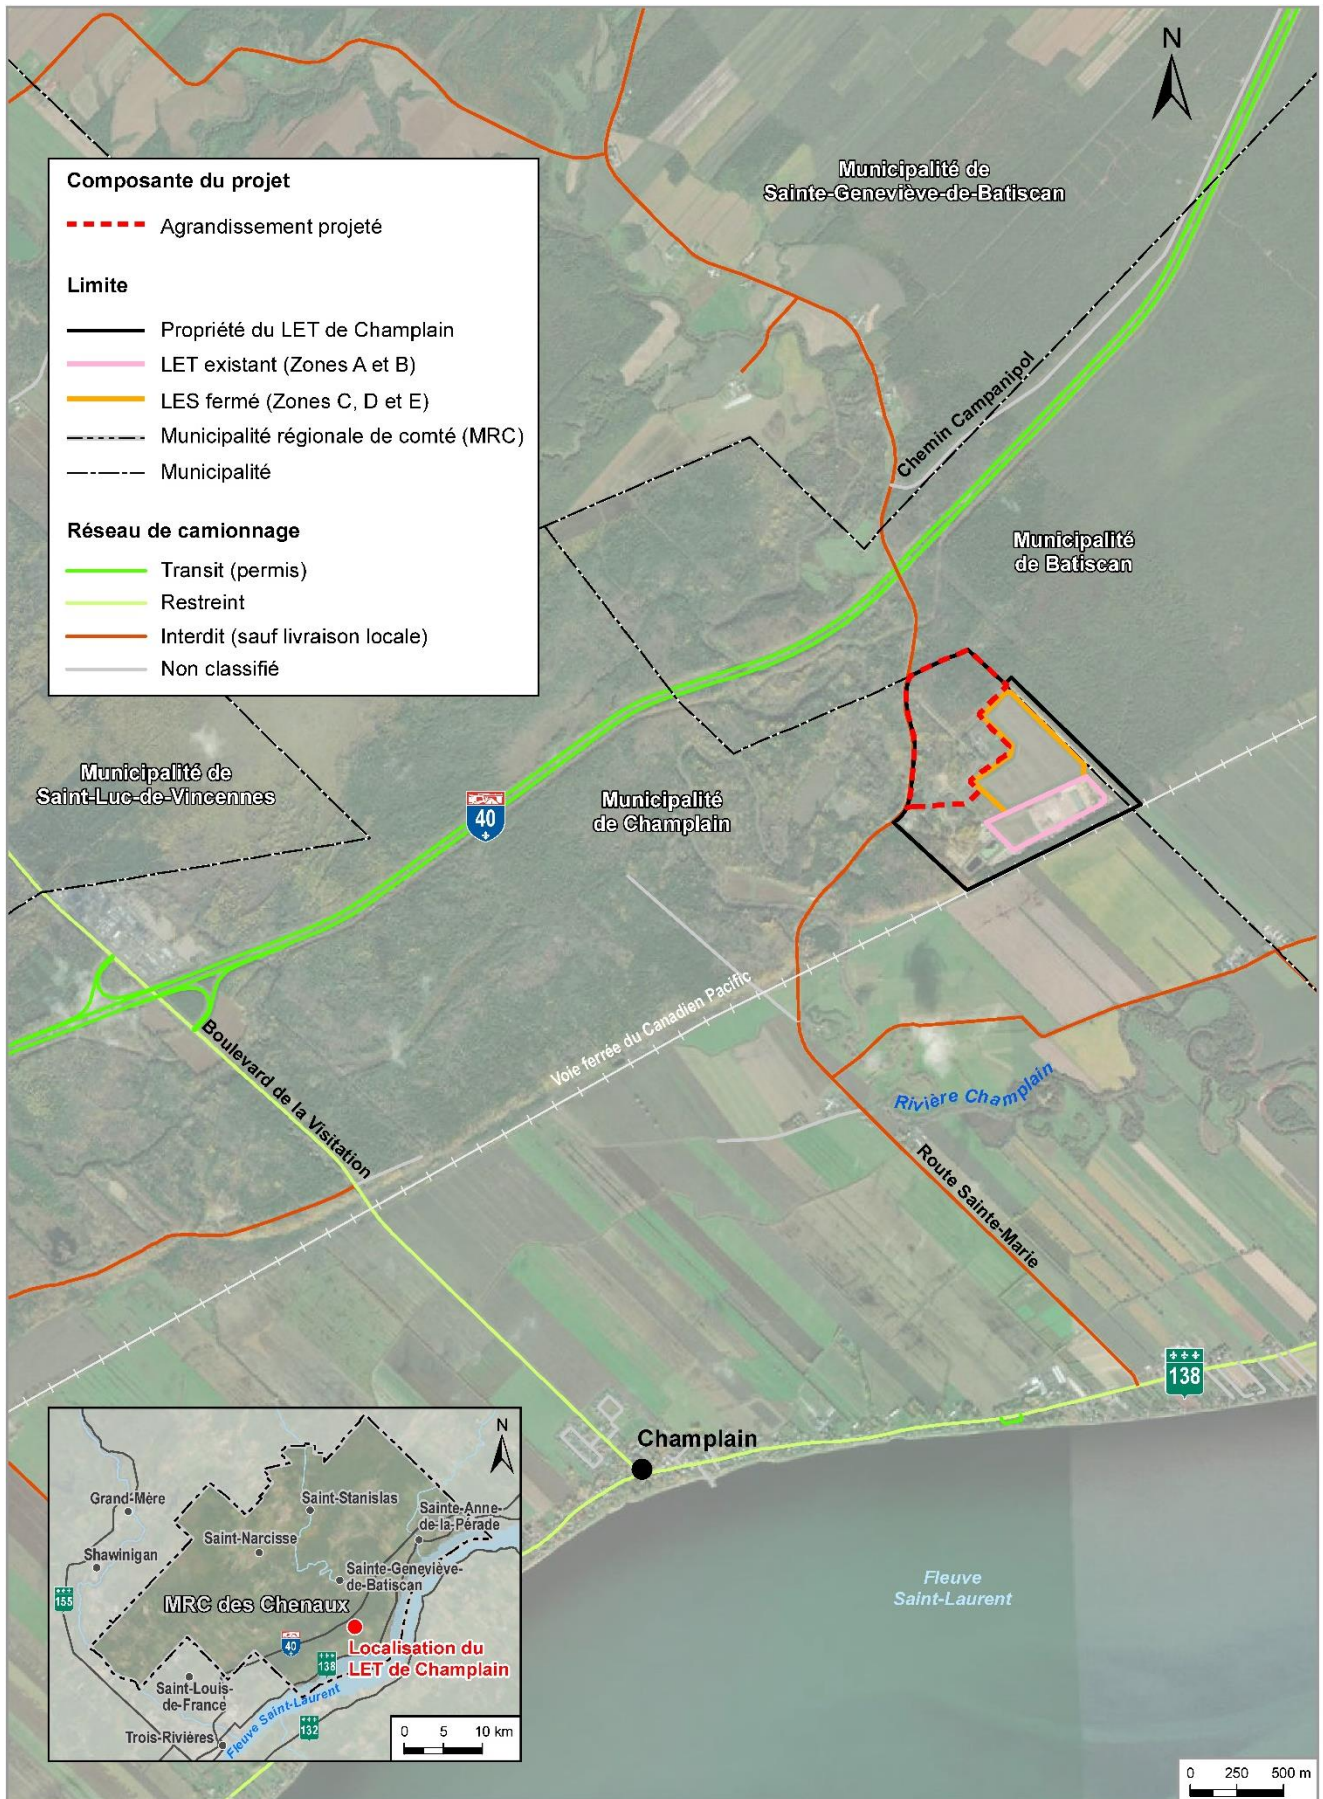 N
Municipalité de
Sainte-Geneviève-de-Batiscan
Composante du projet
Agrandissement projeté
Limite
Propriété du LET de Champlain
LET existant (Zones A et B)
LES fermé (Zones C, D et E)
Municipalité régionale de comté (MRC)
Municipalité
Réseau de camionnage
Transit (permis)
Restreint
Interdit (sauf livraison locale)
Non classifié
Chemin Campanipol
Municipalité
de Batiscan
Municipalité de
Saint-Luc-de-Vincennes
40
Municipalité
de Champlain
Voie ferrée du Canadien Pacific
Boulevard de la Visitation
Rivière Champlain
Route Sainte-Marie
138
Champlain
Fleuve
Saint-Laurent
N
Grand-Mère
Saint-Stanislas
Sainte-Anne-
de-la-Pérade
Saint-Narcisse
Shawinigan
Sainte-Geneviève-
de-Batiscan
155
MRC des Chenaux
40
138
Localisation du
LET de Champlain
Saint-Louis-
de-France
Fleuve Saint-Laurent
132
Trois-Rivières
0 5 10 km
0 250 500 m